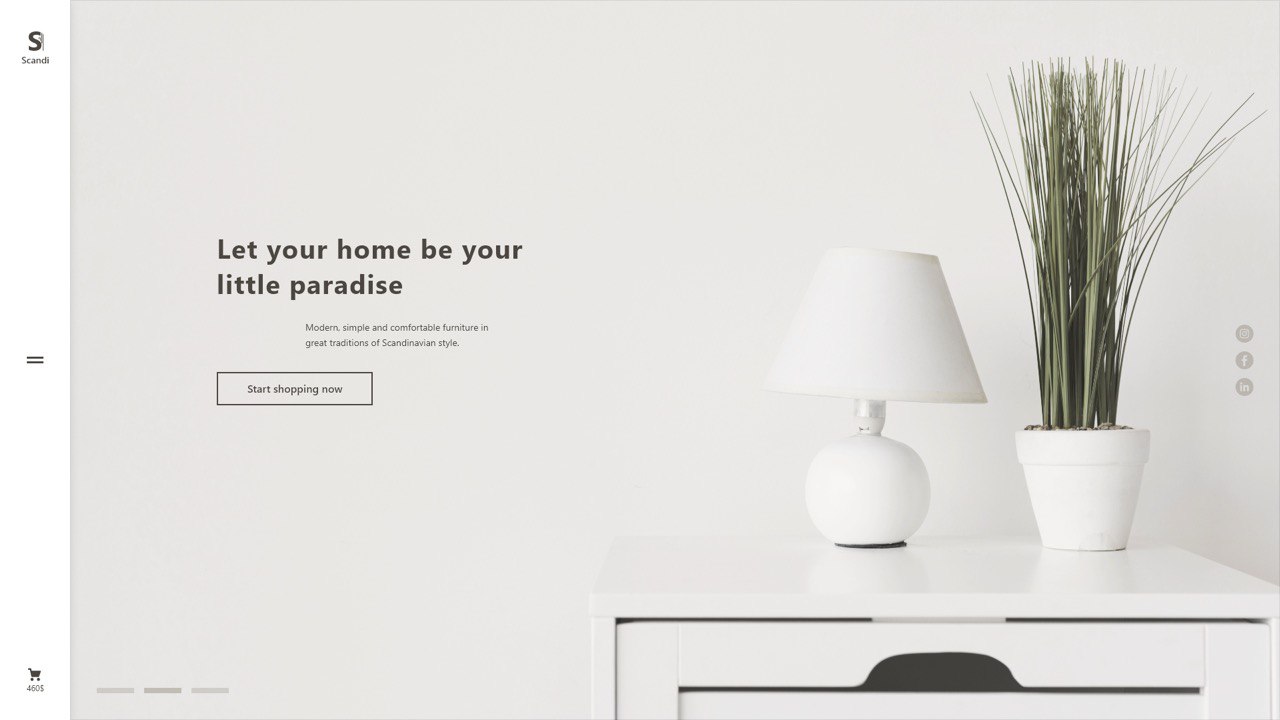 S
Scandi
Let your home be your
little paradise
Modern, simple and comfortable furniture in
great traditions of Scandinavian style.
Start shopping now
460$